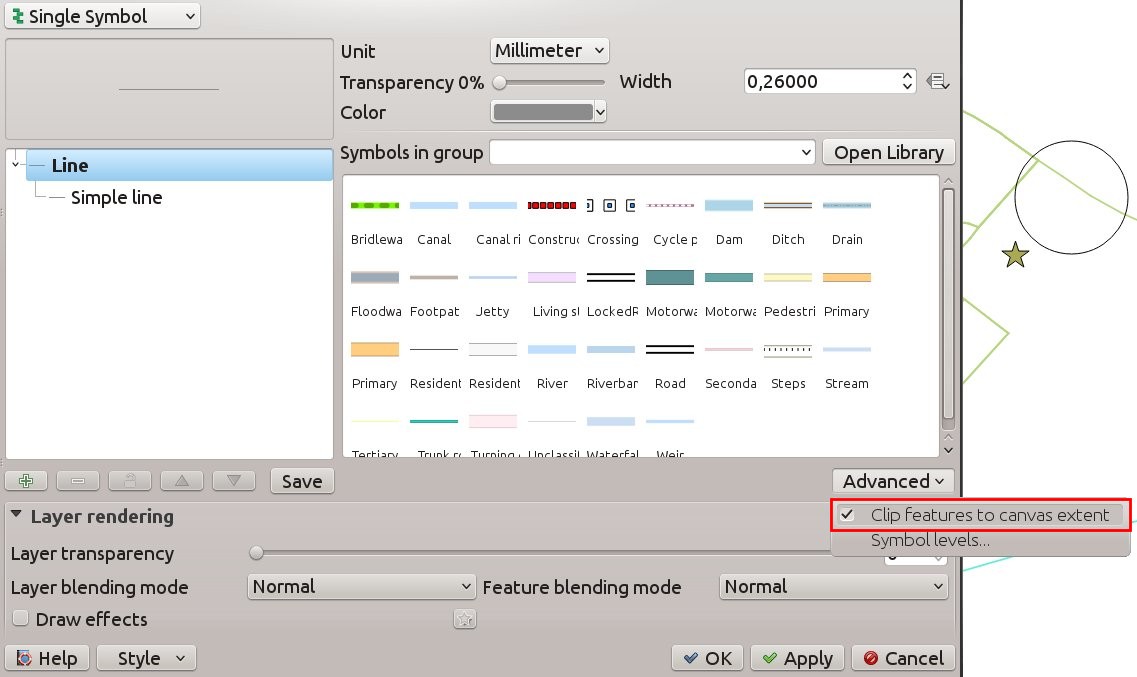 Single Symbol
Unit Millimeter
Transparency 0% Width 0,26000
Color
Symbols in group Open Library
Line
Simple line
Bridlewa Canal Canal ri Construc Crossing Cycle p Dam Ditch Drain
Floodwa Footpat Jetty Living st LockedR Motorwa Motorwa Pedestri Primary
Primary Resident Resident River Riverbar Road Seconda Steps Stream
Tertiary Trunk ro Turning Unclassif Waterfal Weir
Save Advanced
Clip features to canvas extent
Symbol levels...
Layer rendering
Layer transparency
Layer blending mode Normal Feature blending mode Normal
Draw effects
Help Style OK Apply Cancel